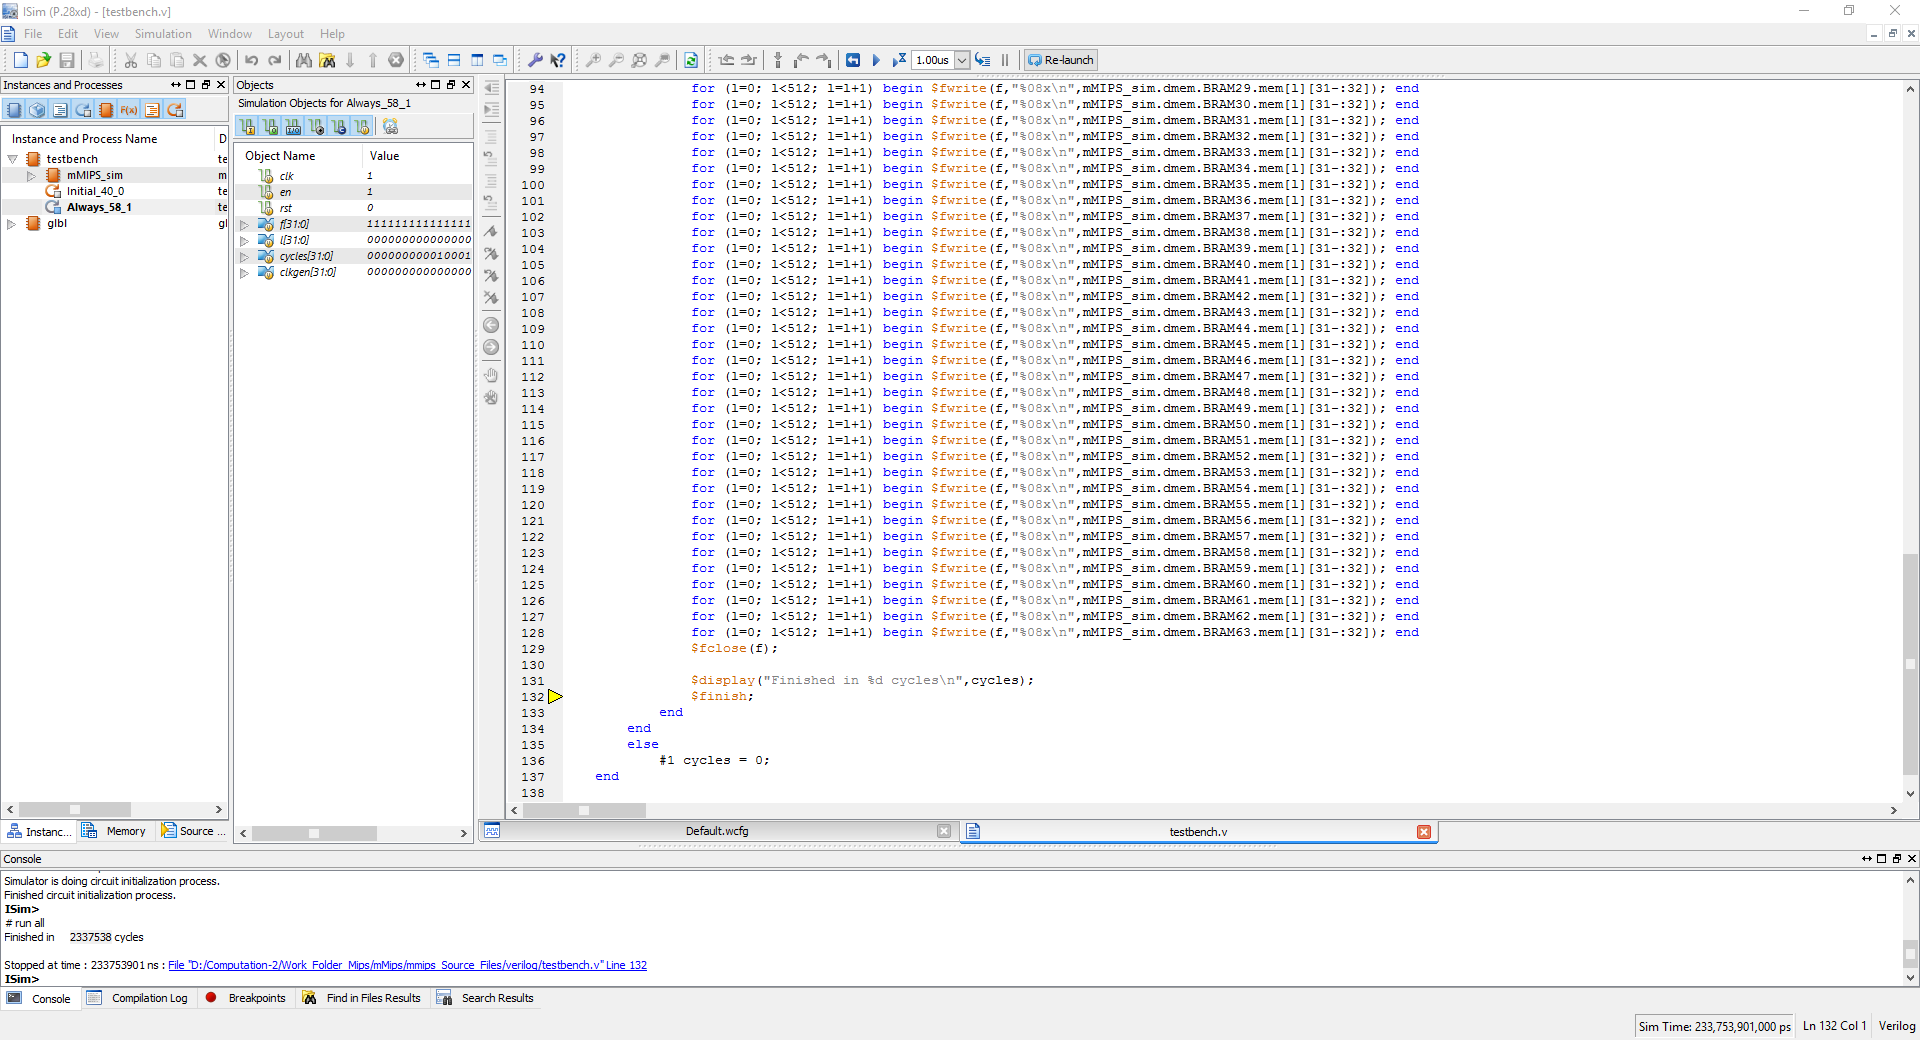 ISim (P.28xd) - [testbench.v]
File Edit View Simulation Window Layout Help
1.00us Re-launch
Instances and Processes
Instance and Process Name D
testbench te
mMIPS_sim m
Initial_40_0 te
Always_58_1 te
glbl gl
Instanc... Memory Source ...
Objects
Simulation Objects for Always_58_1
Object Name Value
clk 1
en 1
rst 0
f[31:0] 11111111111111111
l[31:0] 0000000000000000
cycles[31:0] 0000000000010001
clkgen[31:0] 0000000000000000
94 for (l=0; l<512; l=l+1) begin $fwrite(f,"%08x\n",mMIPS_sim.dmem.BRAM29.mem[l][31-:32]); end
95 for (l=0; l<512; l=l+1) begin $fwrite(f,"%08x\n",mMIPS_sim.dmem.BRAM30.mem[l][31-:32]); end
96 for (l=0; l<512; l=l+1) begin $fwrite(f,"%08x\n",mMIPS_sim.dmem.BRAM31.mem[l][31-:32]); end
97 for (l=0; l<512; l=l+1) begin $fwrite(f,"%08x\n",mMIPS_sim.dmem.BRAM32.mem[l][31-:32]); end
98 for (l=0; l<512; l=l+1) begin $fwrite(f,"%08x\n",mMIPS_sim.dmem.BRAM33.mem[l][31-:32]); end
99 for (l=0; l<512; l=l+1) begin $fwrite(f,"%08x\n",mMIPS_sim.dmem.BRAM34.mem[l][31-:32]); end
100 for (l=0; l<512; l=l+1) begin $fwrite(f,"%08x\n",mMIPS_sim.dmem.BRAM35.mem[l][31-:32]); end
101 for (l=0; l<512; l=l+1) begin $fwrite(f,"%08x\n",mMIPS_sim.dmem.BRAM36.mem[l][31-:32]); end
102 for (l=0; l<512; l=l+1) begin $fwrite(f,"%08x\n",mMIPS_sim.dmem.BRAM37.mem[l][31-:32]); end
103 for (l=0; l<512; l=l+1) begin $fwrite(f,"%08x\n",mMIPS_sim.dmem.BRAM38.mem[l][31-:32]); end
104 for (l=0; l<512; l=l+1) begin $fwrite(f,"%08x\n",mMIPS_sim.dmem.BRAM39.mem[l][31-:32]); end
105 for (l=0; l<512; l=l+1) begin $fwrite(f,"%08x\n",mMIPS_sim.dmem.BRAM40.mem[l][31-:32]); end
106 for (l=0; l<512; l=l+1) begin $fwrite(f,"%08x\n",mMIPS_sim.dmem.BRAM41.mem[l][31-:32]); end
107 for (l=0; l<512; l=l+1) begin $fwrite(f,"%08x\n",mMIPS_sim.dmem.BRAM42.mem[l][31-:32]); end
108 for (l=0; l<512; l=l+1) begin $fwrite(f,"%08x\n",mMIPS_sim.dmem.BRAM43.mem[l][31-:32]); end
109 for (l=0; l<512; l=l+1) begin $fwrite(f,"%08x\n",mMIPS_sim.dmem.BRAM44.mem[l][31-:32]); end
110 for (l=0; l<512; l=l+1) begin $fwrite(f,"%08x\n",mMIPS_sim.dmem.BRAM45.mem[l][31-:32]); end
111 for (l=0; l<512; l=l+1) begin $fwrite(f,"%08x\n",mMIPS_sim.dmem.BRAM46.mem[l][31-:32]); end
112 for (l=0; l<512; l=l+1) begin $fwrite(f,"%08x\n",mMIPS_sim.dmem.BRAM47.mem[l][31-:32]); end
113 for (l=0; l<512; l=l+1) begin $fwrite(f,"%08x\n",mMIPS_sim.dmem.BRAM48.mem[l][31-:32]); end
114 for (l=0; l<512; l=l+1) begin $fwrite(f,"%08x\n",mMIPS_sim.dmem.BRAM49.mem[l][31-:32]); end
115 for (l=0; l<512; l=l+1) begin $fwrite(f,"%08x\n",mMIPS_sim.dmem.BRAM50.mem[l][31-:32]); end
116 for (l=0; l<512; l=l+1) begin $fwrite(f,"%08x\n",mMIPS_sim.dmem.BRAM51.mem[l][31-:32]); end
117 for (l=0; l<512; l=l+1) begin $fwrite(f,"%08x\n",mMIPS_sim.dmem.BRAM52.mem[l][31-:32]); end
118 for (l=0; l<512; l=l+1) begin $fwrite(f,"%08x\n",mMIPS_sim.dmem.BRAM53.mem[l][31-:32]); end
119 for (l=0; l<512; l=l+1) begin $fwrite(f,"%08x\n",mMIPS_sim.dmem.BRAM54.mem[l][31-:32]); end
120 for (l=0; l<512; l=l+1) begin $fwrite(f,"%08x\n",mMIPS_sim.dmem.BRAM55.mem[l][31-:32]); end
121 for (l=0; l<512; l=l+1) begin $fwrite(f,"%08x\n",mMIPS_sim.dmem.BRAM56.mem[l][31-:32]); end
122 for (l=0; l<512; l=l+1) begin $fwrite(f,"%08x\n",mMIPS_sim.dmem.BRAM57.mem[l][31-:32]); end
123 for (l=0; l<512; l=l+1) begin $fwrite(f,"%08x\n",mMIPS_sim.dmem.BRAM58.mem[l][31-:32]); end
124 for (l=0; l<512; l=l+1) begin $fwrite(f,"%08x\n",mMIPS_sim.dmem.BRAM59.mem[l][31-:32]); end
125 for (l=0; l<512; l=l+1) begin $fwrite(f,"%08x\n",mMIPS_sim.dmem.BRAM60.mem[l][31-:32]); end
126 for (l=0; l<512; l=l+1) begin $fwrite(f,"%08x\n",mMIPS_sim.dmem.BRAM61.mem[l][31-:32]); end
127 for (l=0; l<512; l=l+1) begin $fwrite(f,"%08x\n",mMIPS_sim.dmem.BRAM62.mem[l][31-:32]); end
128 for (l=0; l<512; l=l+1) begin $fwrite(f,"%08x\n",mMIPS_sim.dmem.BRAM63.mem[l][31-:32]); end
129 $fclose(f);
130
131 $display("Finished in %d cycles\n",cycles);
132 $finish;
133 end
134 end
135 else
136 #1 cycles = 0;
137 end
138
Default.wcfg testbench.v
Console
Simulator is doing circuit initialization process.
Finished circuit initialization process.
ISim>
# run all
Finished in 2337538 cycles
Stopped at time : 233753901 ns : File "D:/Computation-2/Work_Folder_Mips/mMips/mmips_Source_Files/verilog/testbench.v" Line 132
ISim>
Console Compilation Log Breakpoints Find in Files Results Search Results
Sim Time: 233,753,901,000 ps Ln 132 Col 1 Verilog